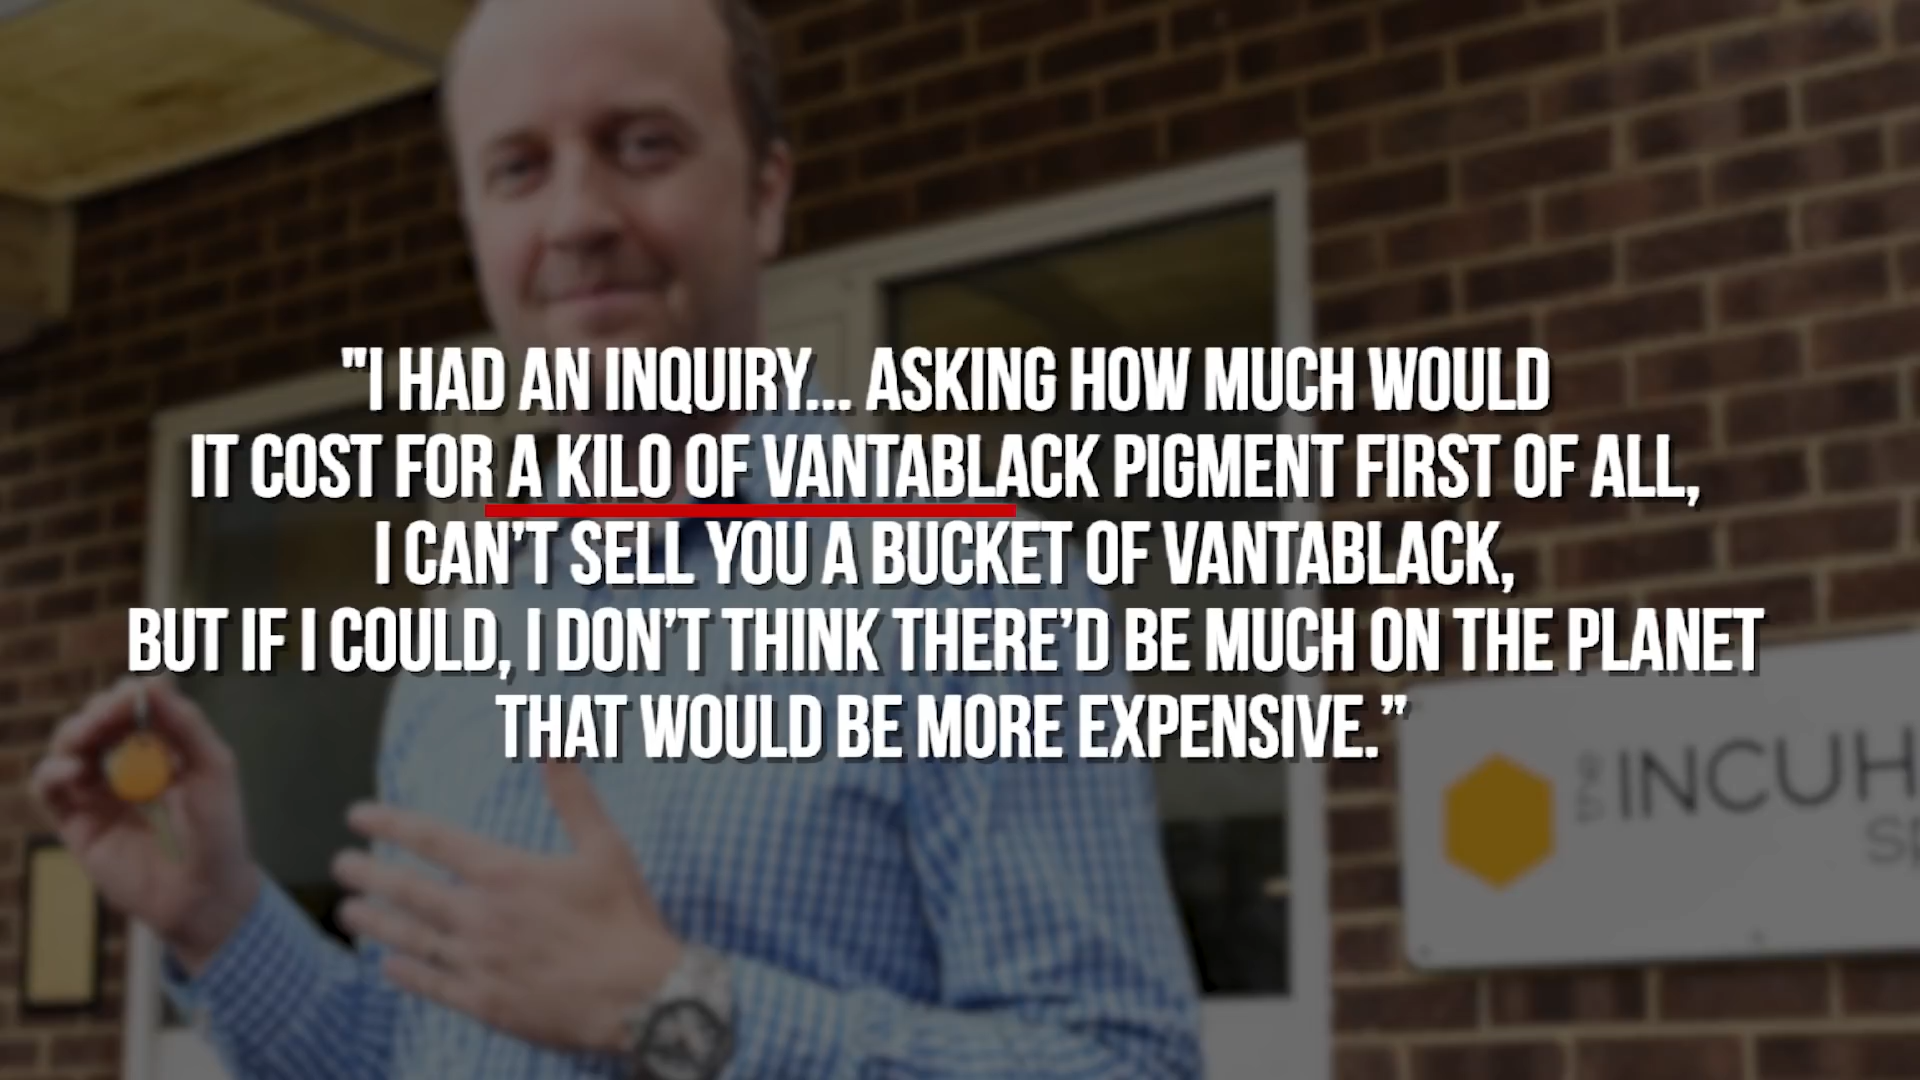 "I HAD AN INQUIRY... ASKING HOW MUCH WOULD
IT COST FOR A KILO OF VANTABLACK PIGMENT FIRST OF ALL,
I CAN’T SELL YOU A BUCKET OF VANTABLACK,
BUT IF I COULD, I DON’T THINK THERE’D BE MUCH ON THE PLANET
THAT WOULD BE MORE EXPENSIVE.”
INCUH
SP